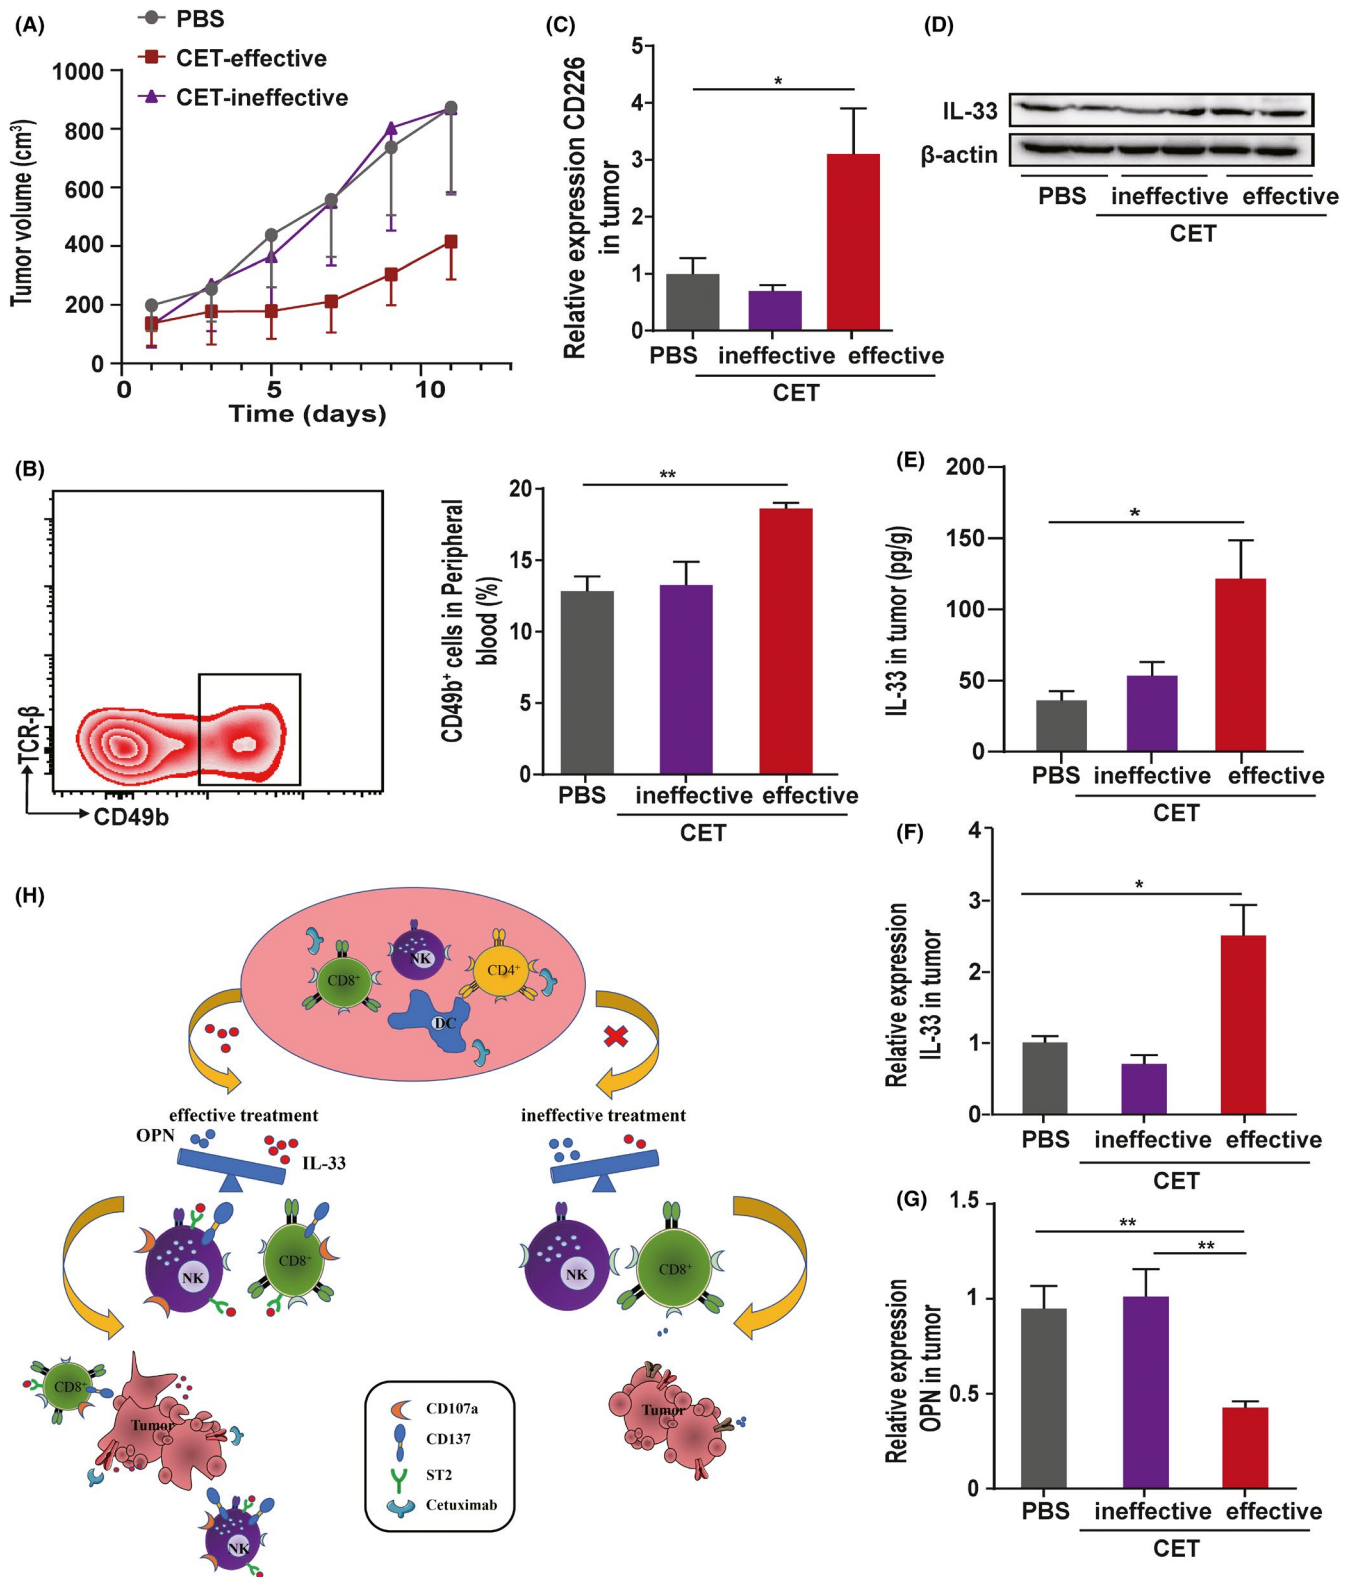 (A)
PBS
CET-effective
CET-ineffective
Tumor volume (cm³)
1000
800
600
400
200
0
0
5
10
Time (days)
(C)
Relative expression CD226
in tumor
5
4
3
2
1
0
*
PBS
ineffective
effective
CET
(D)
IL-33
β-actin
PBS
ineffective
effective
CET
(B)
TCR-β
CD49b
CD49b⁺ cells in Peripheral
blood (%)
20
15
10
5
0
**
PBS
ineffective
effective
CET
(E)
IL-33 in tumor (pg/g)
200
150
100
50
0
*
PBS
ineffective
effective
CET
(F)
Relative expression
IL-33 in tumor
4
3
2
1
0
*
PBS
ineffective
effective
CET
(G)
Relative expression
OPN in tumor
1.5
1
0.5
0
**
**
PBS
ineffective
effective
CET
(H)
NK
CD8⁺
CD4⁺
DC
effective treatment
ineffective treatment
OPN
IL-33
NK
CD8⁺
NK
CD8⁺
CD8⁺
Tumor
Tumor
NK
CD107a
CD137
ST2
Cetuximab